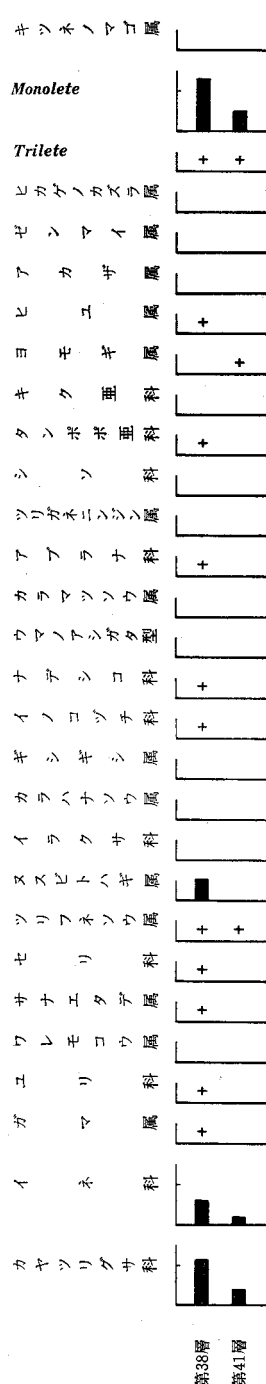 キツネノマゴ属
Monolete
Trilete
ヒカゲノカズラ属
ゼンマイ属
アカザ属
ヒユ属
ヨモギ属
キク亜科
タンポポ亜科
シソ科
ツリガネニンジン属
アブラナ科
カラマツソウ属
ウマノアシガタ型
ナデシコ科
イノコヅチ科
ギシギシ属
カラハナソウ属
イラクサ科
ヌスビトハギ属
ツリフネソウ属
セリ科
サナエタデ属
ワレモコウ属
ユリ科
ガマ属
イネ科
カヤツリグサ科
第38層
第41層